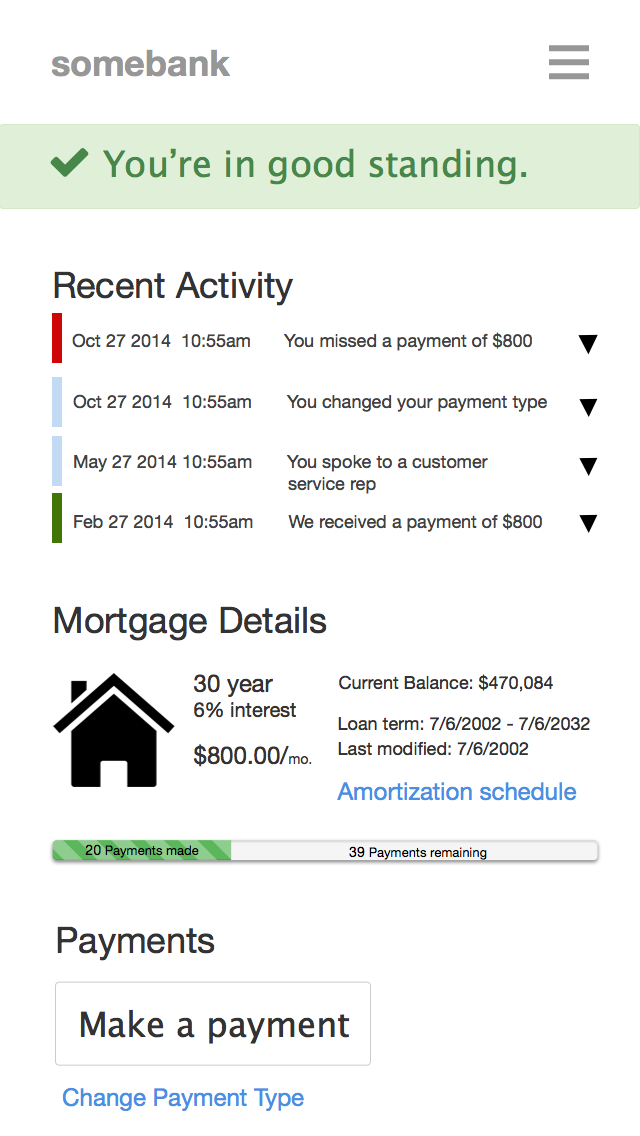 somebank
You’re in good standing.
Recent Activity
Oct 27 2014 10:55am You missed a payment of $800
Oct 27 2014 10:55am You changed your payment type
May 27 2014 10:55am You spoke to a customer
service rep
Feb 27 2014 10:55am We received a payment of $800
Mortgage Details
30 year
6% interest
$800.00/mo.
Current Balance: $470,084
Loan term: 7/6/2002 - 7/6/2032
Last modified: 7/6/2002
Amortization schedule
20 Payments made 39 Payments remaining
Payments
Make a payment
Change Payment Type